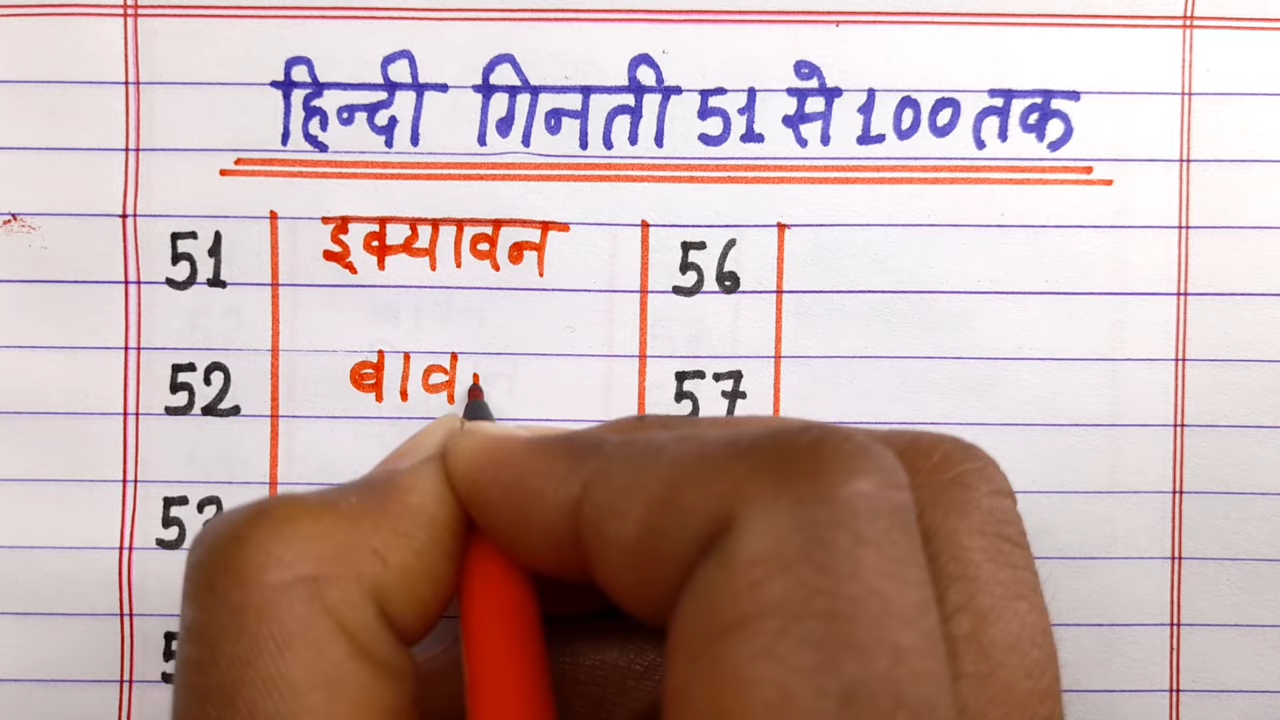 हिन्दी गिनती 51 से 100 तक
51 इक्यावन 56
52 बाव 57